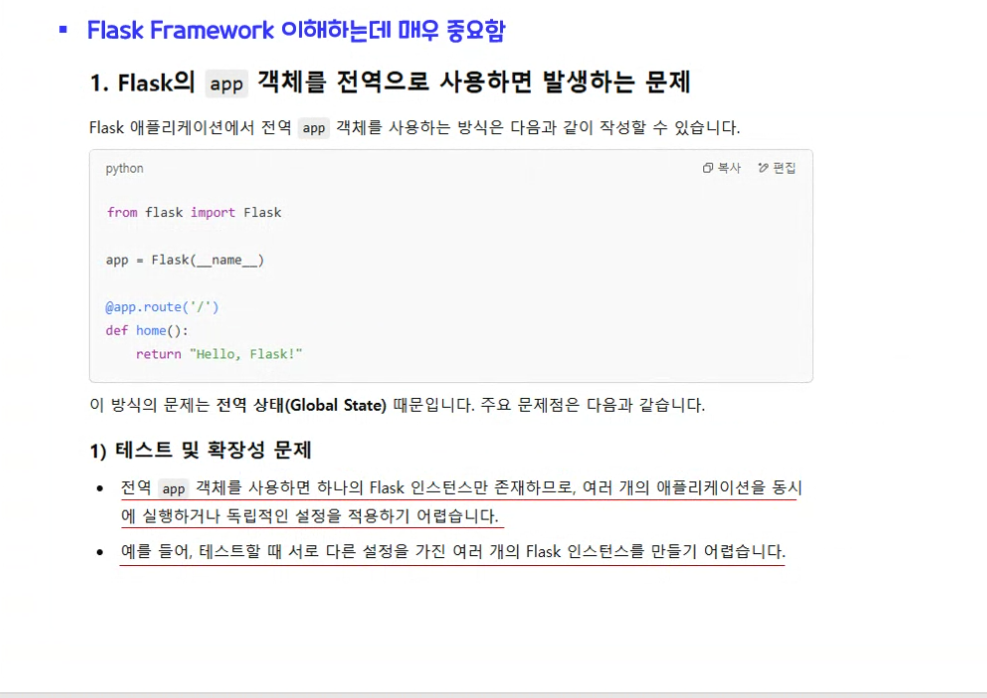 ▪ Flask Framework 이해하는데 매우 중요함
1. Flask의 app 객체를 전역으로 사용하면 발생하는 문제
Flask 애플리케이션에서 전역 app 객체를 사용하는 방식은 다음과 같이 작성할 수 있습니다.
python 복사 편집
from flask import Flask
app = Flask(__name__)
@app.route('/')
def home():
    return "Hello, Flask!"
이 방식의 문제는 전역 상태(Global State) 때문입니다. 주요 문제점은 다음과 같습니다.
1) 테스트 및 확장성 문제
• 전역 app 객체를 사용하면 하나의 Flask 인스턴스만 존재하므로, 여러 개의 애플리케이션을 동시
에 실행하거나 독립적인 설정을 적용하기 어렵습니다.
• 예를 들어, 테스트할 때 서로 다른 설정을 가진 여러 개의 Flask 인스턴스를 만들기 어렵습니다.